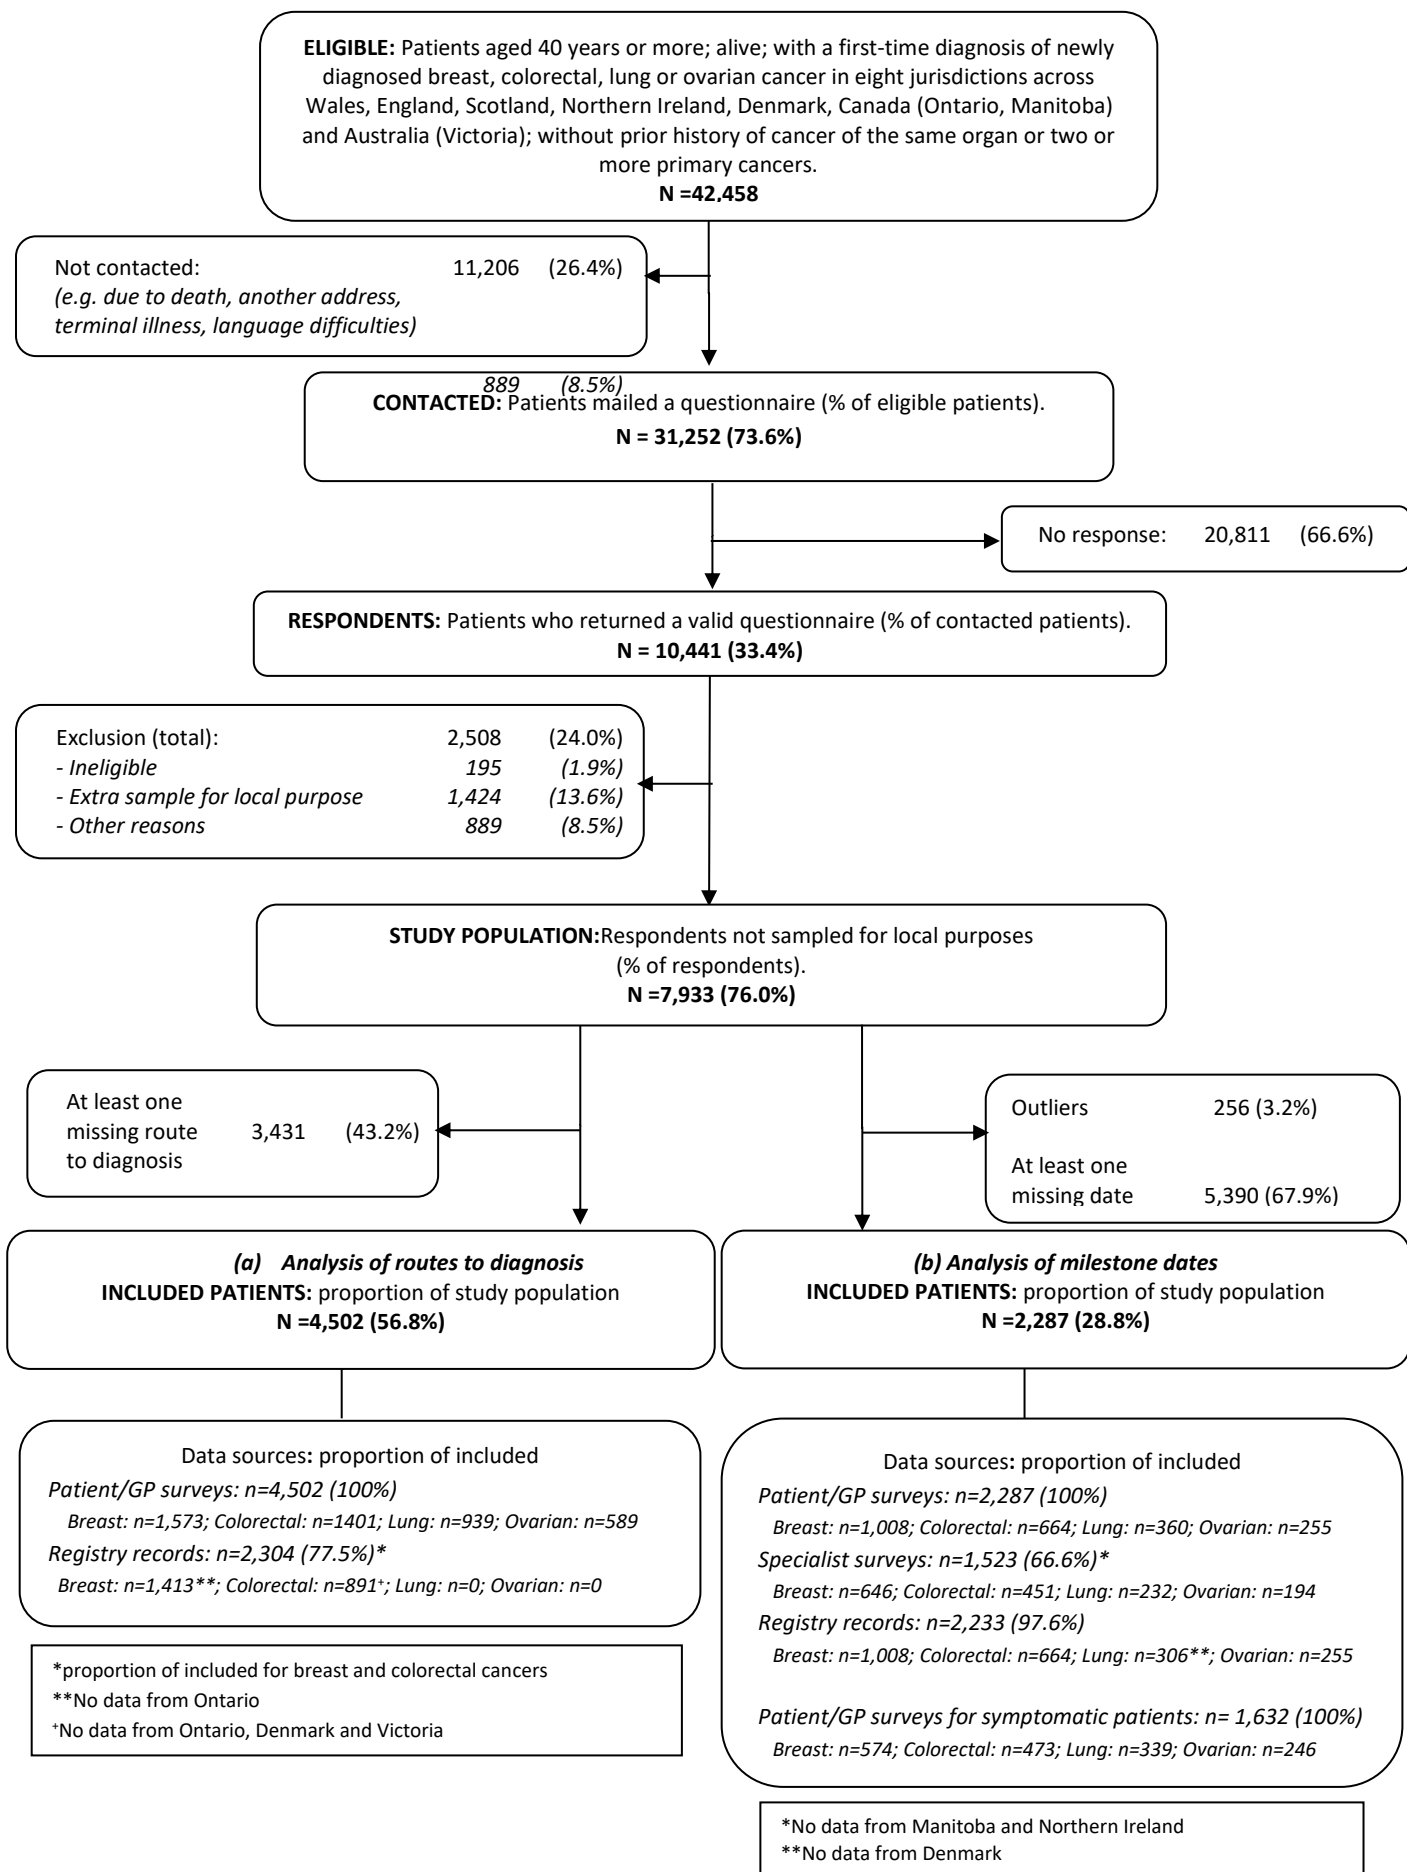 ELIGIBLE: Patients aged 40 years or more; alive; with a first-time diagnosis of newly
diagnosed breast, colorectal, lung or ovarian cancer in eight jurisdictions across
Wales, England, Scotland, Northern Ireland, Denmark, Canada (Ontario, Manitoba)
and Australia (Victoria); without prior history of cancer of the same organ or two or
more primary cancers.
N =42,458
Not contacted: 11,206 (26.4%)
(e.g. due to death, another address,
terminal illness, language difficulties)
889 (8.5%)
CONTACTED: Patients mailed a questionnaire (% of eligible patients).
N = 31,252 (73.6%)
No response: 20,811 (66.6%)
RESPONDENTS: Patients who returned a valid questionnaire (% of contacted patients).
N = 10,441 (33.4%)
Exclusion (total): 2,508 (24.0%)
- Ineligible 195 (1.9%)
- Extra sample for local purpose 1,424 (13.6%)
- Other reasons 889 (8.5%)
STUDY POPULATION:Respondents not sampled for local purposes
(% of respondents).
N =7,933 (76.0%)
At least one
missing route 3,431 (43.2%)
to diagnosis
Outliers 256 (3.2%)
At least one
missing date 5,390 (67.9%)
(a) Analysis of routes to diagnosis
INCLUDED PATIENTS: proportion of study population
N =4,502 (56.8%)
(b) Analysis of milestone dates
INCLUDED PATIENTS: proportion of study population
N =2,287 (28.8%)
Data sources: proportion of included
Patient/GP surveys: n=4,502 (100%)
Breast: n=1,573; Colorectal: n=1401; Lung: n=939; Ovarian: n=589
Registry records: n=2,304 (77.5%)*
Breast: n=1,413**; Colorectal: n=891⁺; Lung: n=0; Ovarian: n=0
*proportion of included for breast and colorectal cancers
**No data from Ontario
⁺No data from Ontario, Denmark and Victoria
Data sources: proportion of included
Patient/GP surveys: n=2,287 (100%)
Breast: n=1,008; Colorectal: n=664; Lung: n=360; Ovarian: n=255
Specialist surveys: n=1,523 (66.6%)*
Breast: n=646; Colorectal: n=451; Lung: n=232; Ovarian: n=194
Registry records: n=2,233 (97.6%)
Breast: n=1,008; Colorectal: n=664; Lung: n=306**; Ovarian: n=255
Patient/GP surveys for symptomatic patients: n= 1,632 (100%)
Breast: n=574; Colorectal: n=473; Lung: n=339; Ovarian: n=246
*No data from Manitoba and Northern Ireland
**No data from Denmark